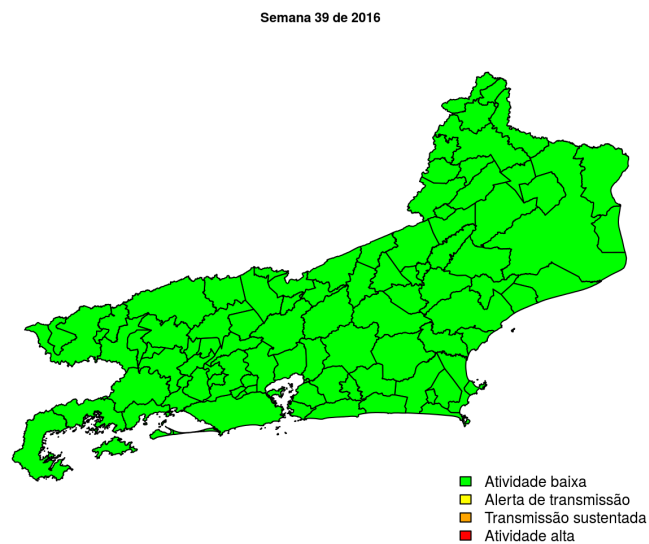 Semana 39 de 2016
Atividade baixa
Alerta de transmissão
Transmissão sustentada
Atividade alta